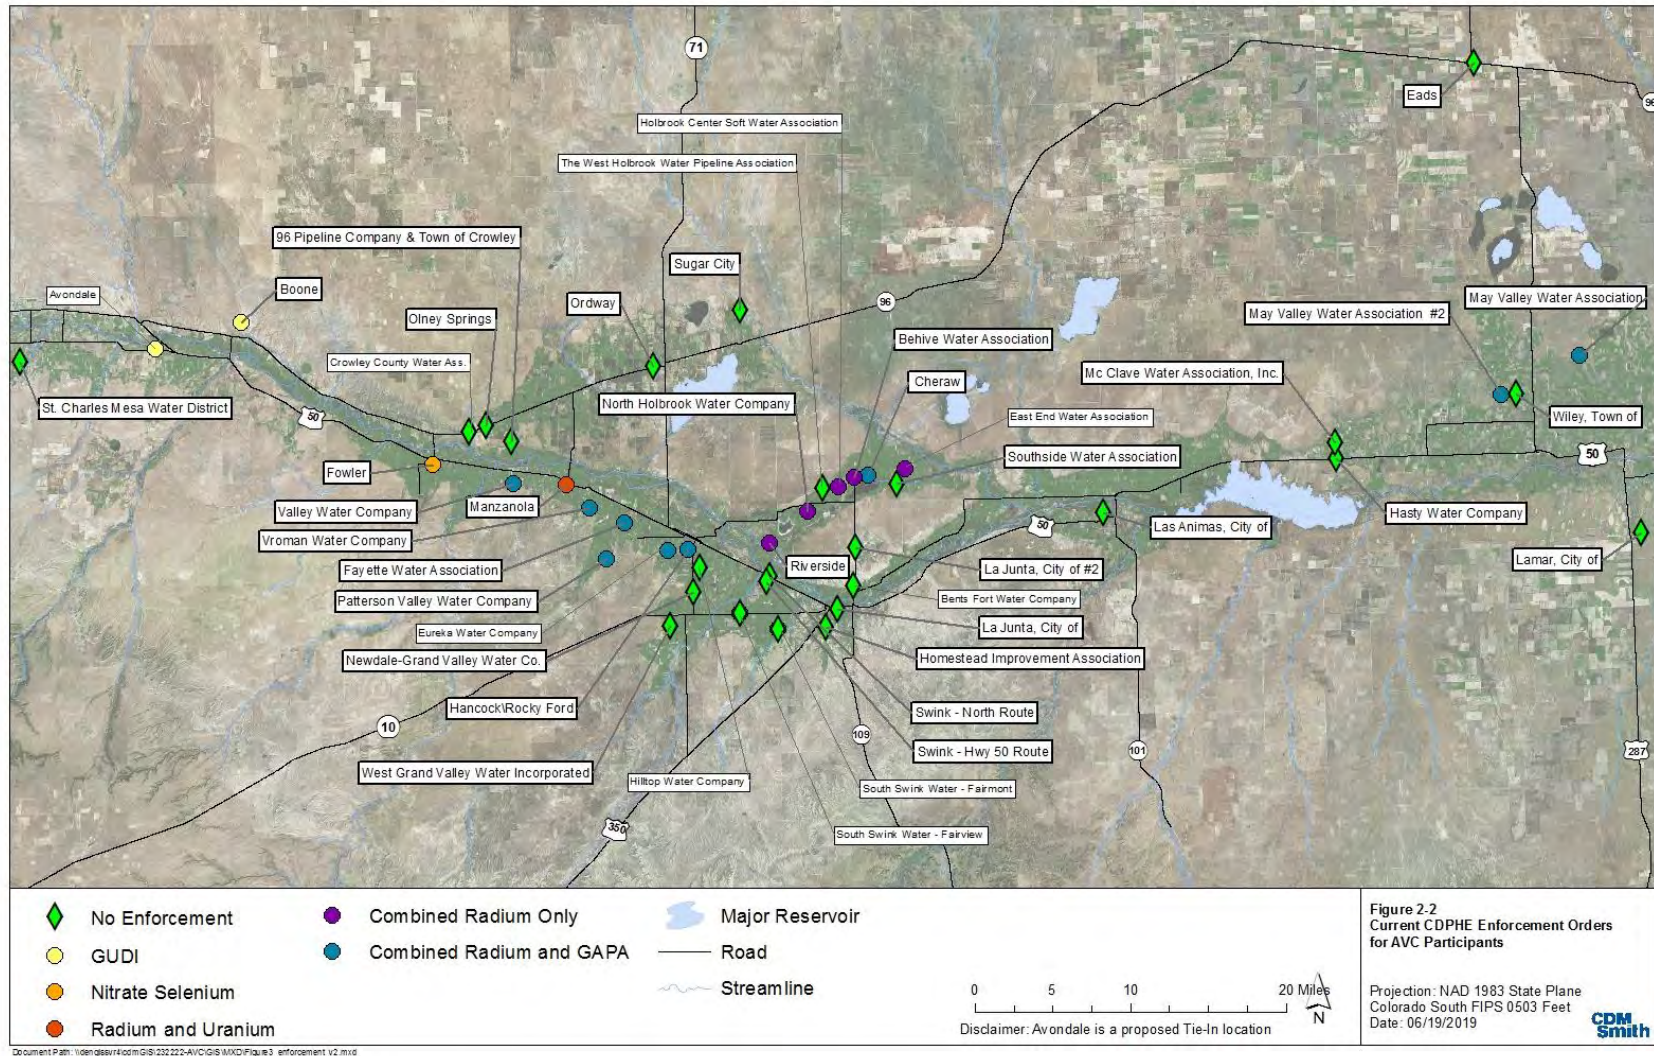 71
96
Eads
Holbrook Center Soft Water Association
The West Holbrook Water Pipeline Association
96 Pipeline Company & Town of Crowley
Sugar City
Boone
Avondale
Ordway
Olney Springs
96
May Valley Water Association
May Valley Water Association #2
Behive Water Association
Crowley County Water Ass.
Mc Clave Water Association, Inc.
Cheraw
St. Charles Mesa Water District
North Holbrook Water Company
50
East End Water Association
Wiley, Town of
Southside Water Association
50
Fowler
Valley Water Company
Manzanola
Hasty Water Company
Las Animas, City of
50
Vroman Water Company
Lamar, City of
Riverside
La Junta, City of #2
Fayette Water Association
Patterson Valley Water Company
Bents Fort Water Company
Eureka Water Company
La Junta, City of
Newdale-Grand Valley Water Co.
Homestead Improvement Association
Hancock\Rocky Ford
Swink - North Route
10
109
101
287
Swink - Hwy 50 Route
West Grand Valley Water Incorporated
Hilltop Water Company
South Swink Water - Fairmont
350
South Swink Water - Fairview
No Enforcement
GUDI
Nitrate Selenium
Radium and Uranium
Combined Radium Only
Combined Radium and GAPA
Major Reservoir
Road
Streamline
0 5 10 20 Miles
N
Disclaimer: Avondale is a proposed Tie-In location
Figure 2-2
Current CDPHE Enforcement Orders
for AVC Participants
Projection: NAD 1983 State Plane
Colorado South FIPS 0503 Feet
Date: 06/19/2019
CDM
Smith